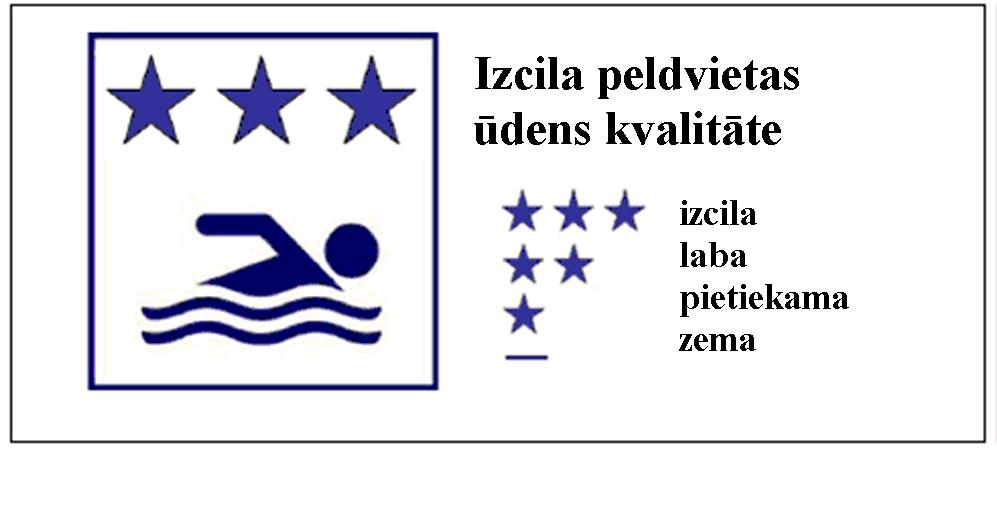 Izcila peldvietas
ūdens kvalitāte
izcila
laba
pietiekama
zema